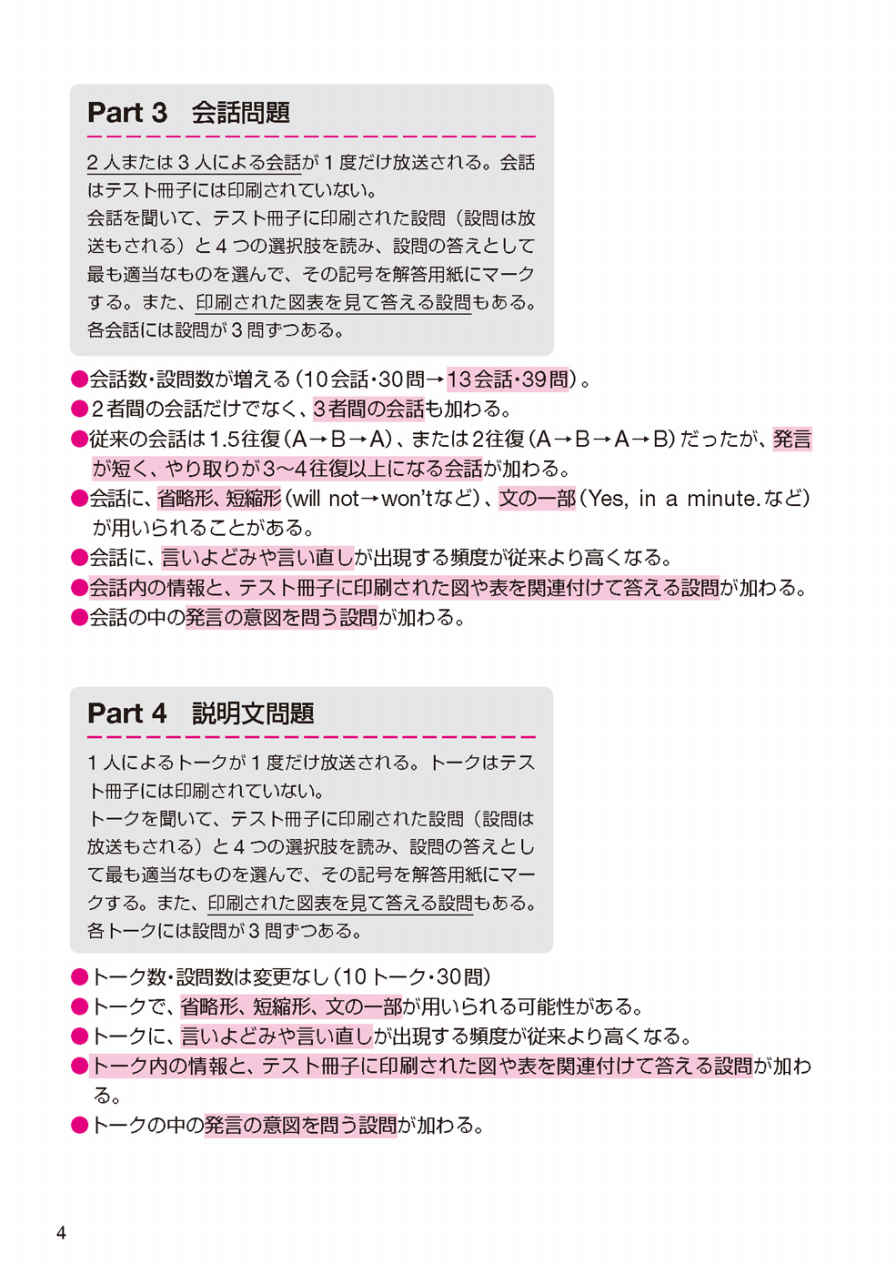 Part 3　会話問題
2 人または 3 人による会話が 1 度だけ放送される。会話
はテスト冊子には印刷されていない。
会話を聞いて、テスト冊子に印刷された設問（設問は放
送もされる）と 4 つの選択肢を読み、設問の答えとして
最も適当なものを選んで、その記号を解答用紙にマーク
する。また、印刷された図表を見て答える設問もある。
各会話には設問が 3 問ずつある。
●会話数・設問数が増える（10会話・30問→13会話・39問）。
●2者間の会話だけでなく、3者間の会話も加わる。
●従来の会話は1.5往復（A→B→A）、または2往復（A→B→A→B）だったが、発言
が短く、やり取りが3～4往復以上になる会話が加わる。
●会話に、省略形、短縮形（will not→won'tなど）、文の一部（Yes, in a minute.など）
が用いられることがある。
●会話に、言いよどみや言い直しが出現する頻度が従来より高くなる。
●会話内の情報と、テスト冊子に印刷された図や表を関連付けて答える設問が加わる。
●会話の中の発言の意図を問う設問が加わる。
Part 4　説明文問題
1 人によるトークが 1 度だけ放送される。トークはテス
ト冊子には印刷されていない。
トークを聞いて、テスト冊子に印刷された設問（設問は
放送もされる）と 4 つの選択肢を読み、設問の答えとし
て最も適当なものを選んで、その記号を解答用紙にマー
クする。また、印刷された図表を見て答える設問もある。
各トークには設問が 3 問ずつある。
●トーク数・設問数は変更なし（10トーク・30問）
●トークで、省略形、短縮形、文の一部が用いられる可能性がある。
●トークに、言いよどみや言い直しが出現する頻度が従来より高くなる。
●トーク内の情報と、テスト冊子に印刷された図や表を関連付けて答える設問が加わ
る。
●トークの中の発言の意図を問う設問が加わる。
4